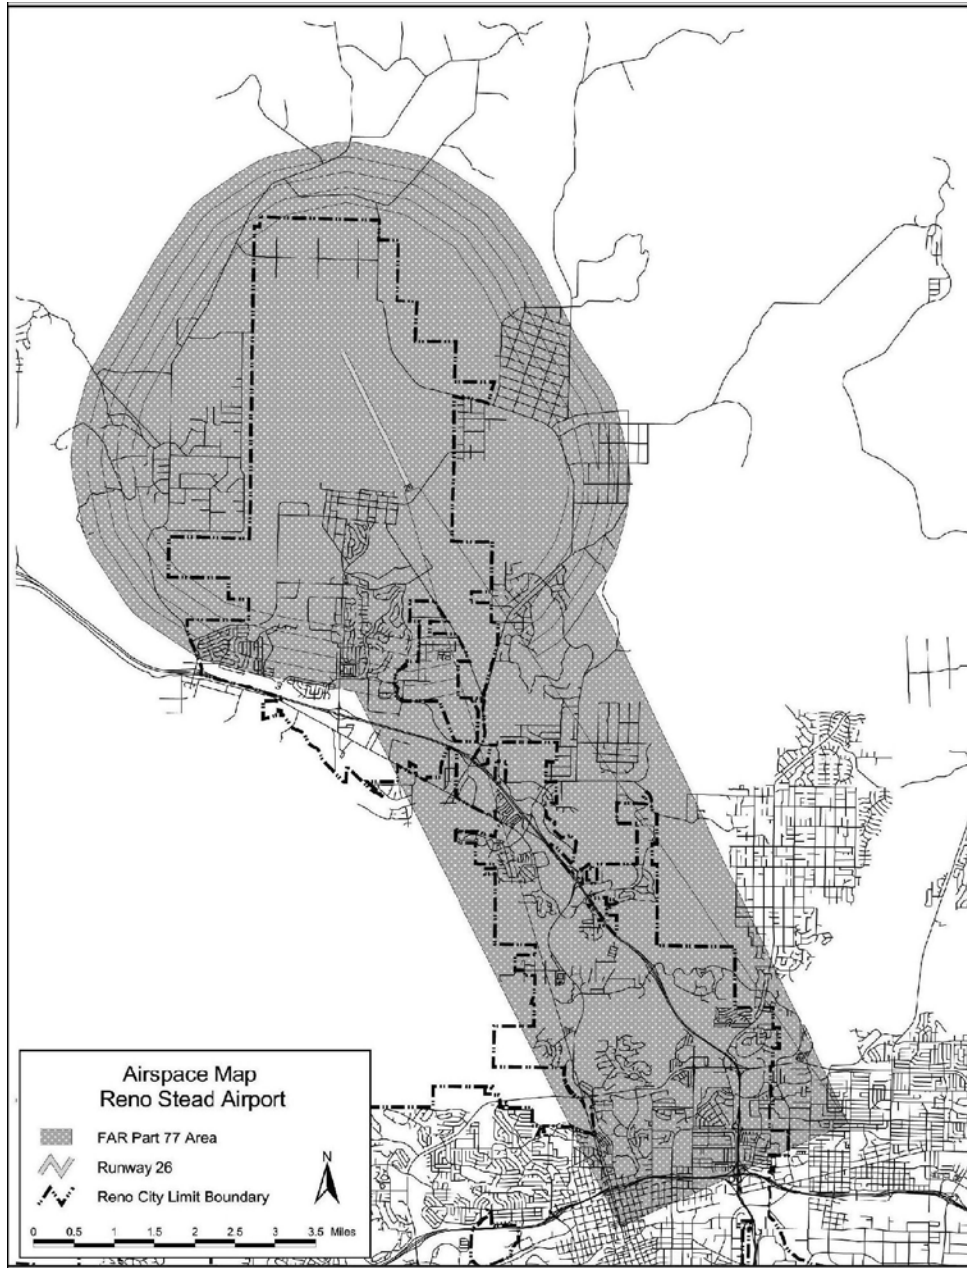 Airspace Map
Reno Stead Airport
FAR Part 77 Area
Runway 26
Reno City Limit Boundary
N
0 0.5 1 1.5 2 2.5 3 3.5 Miles